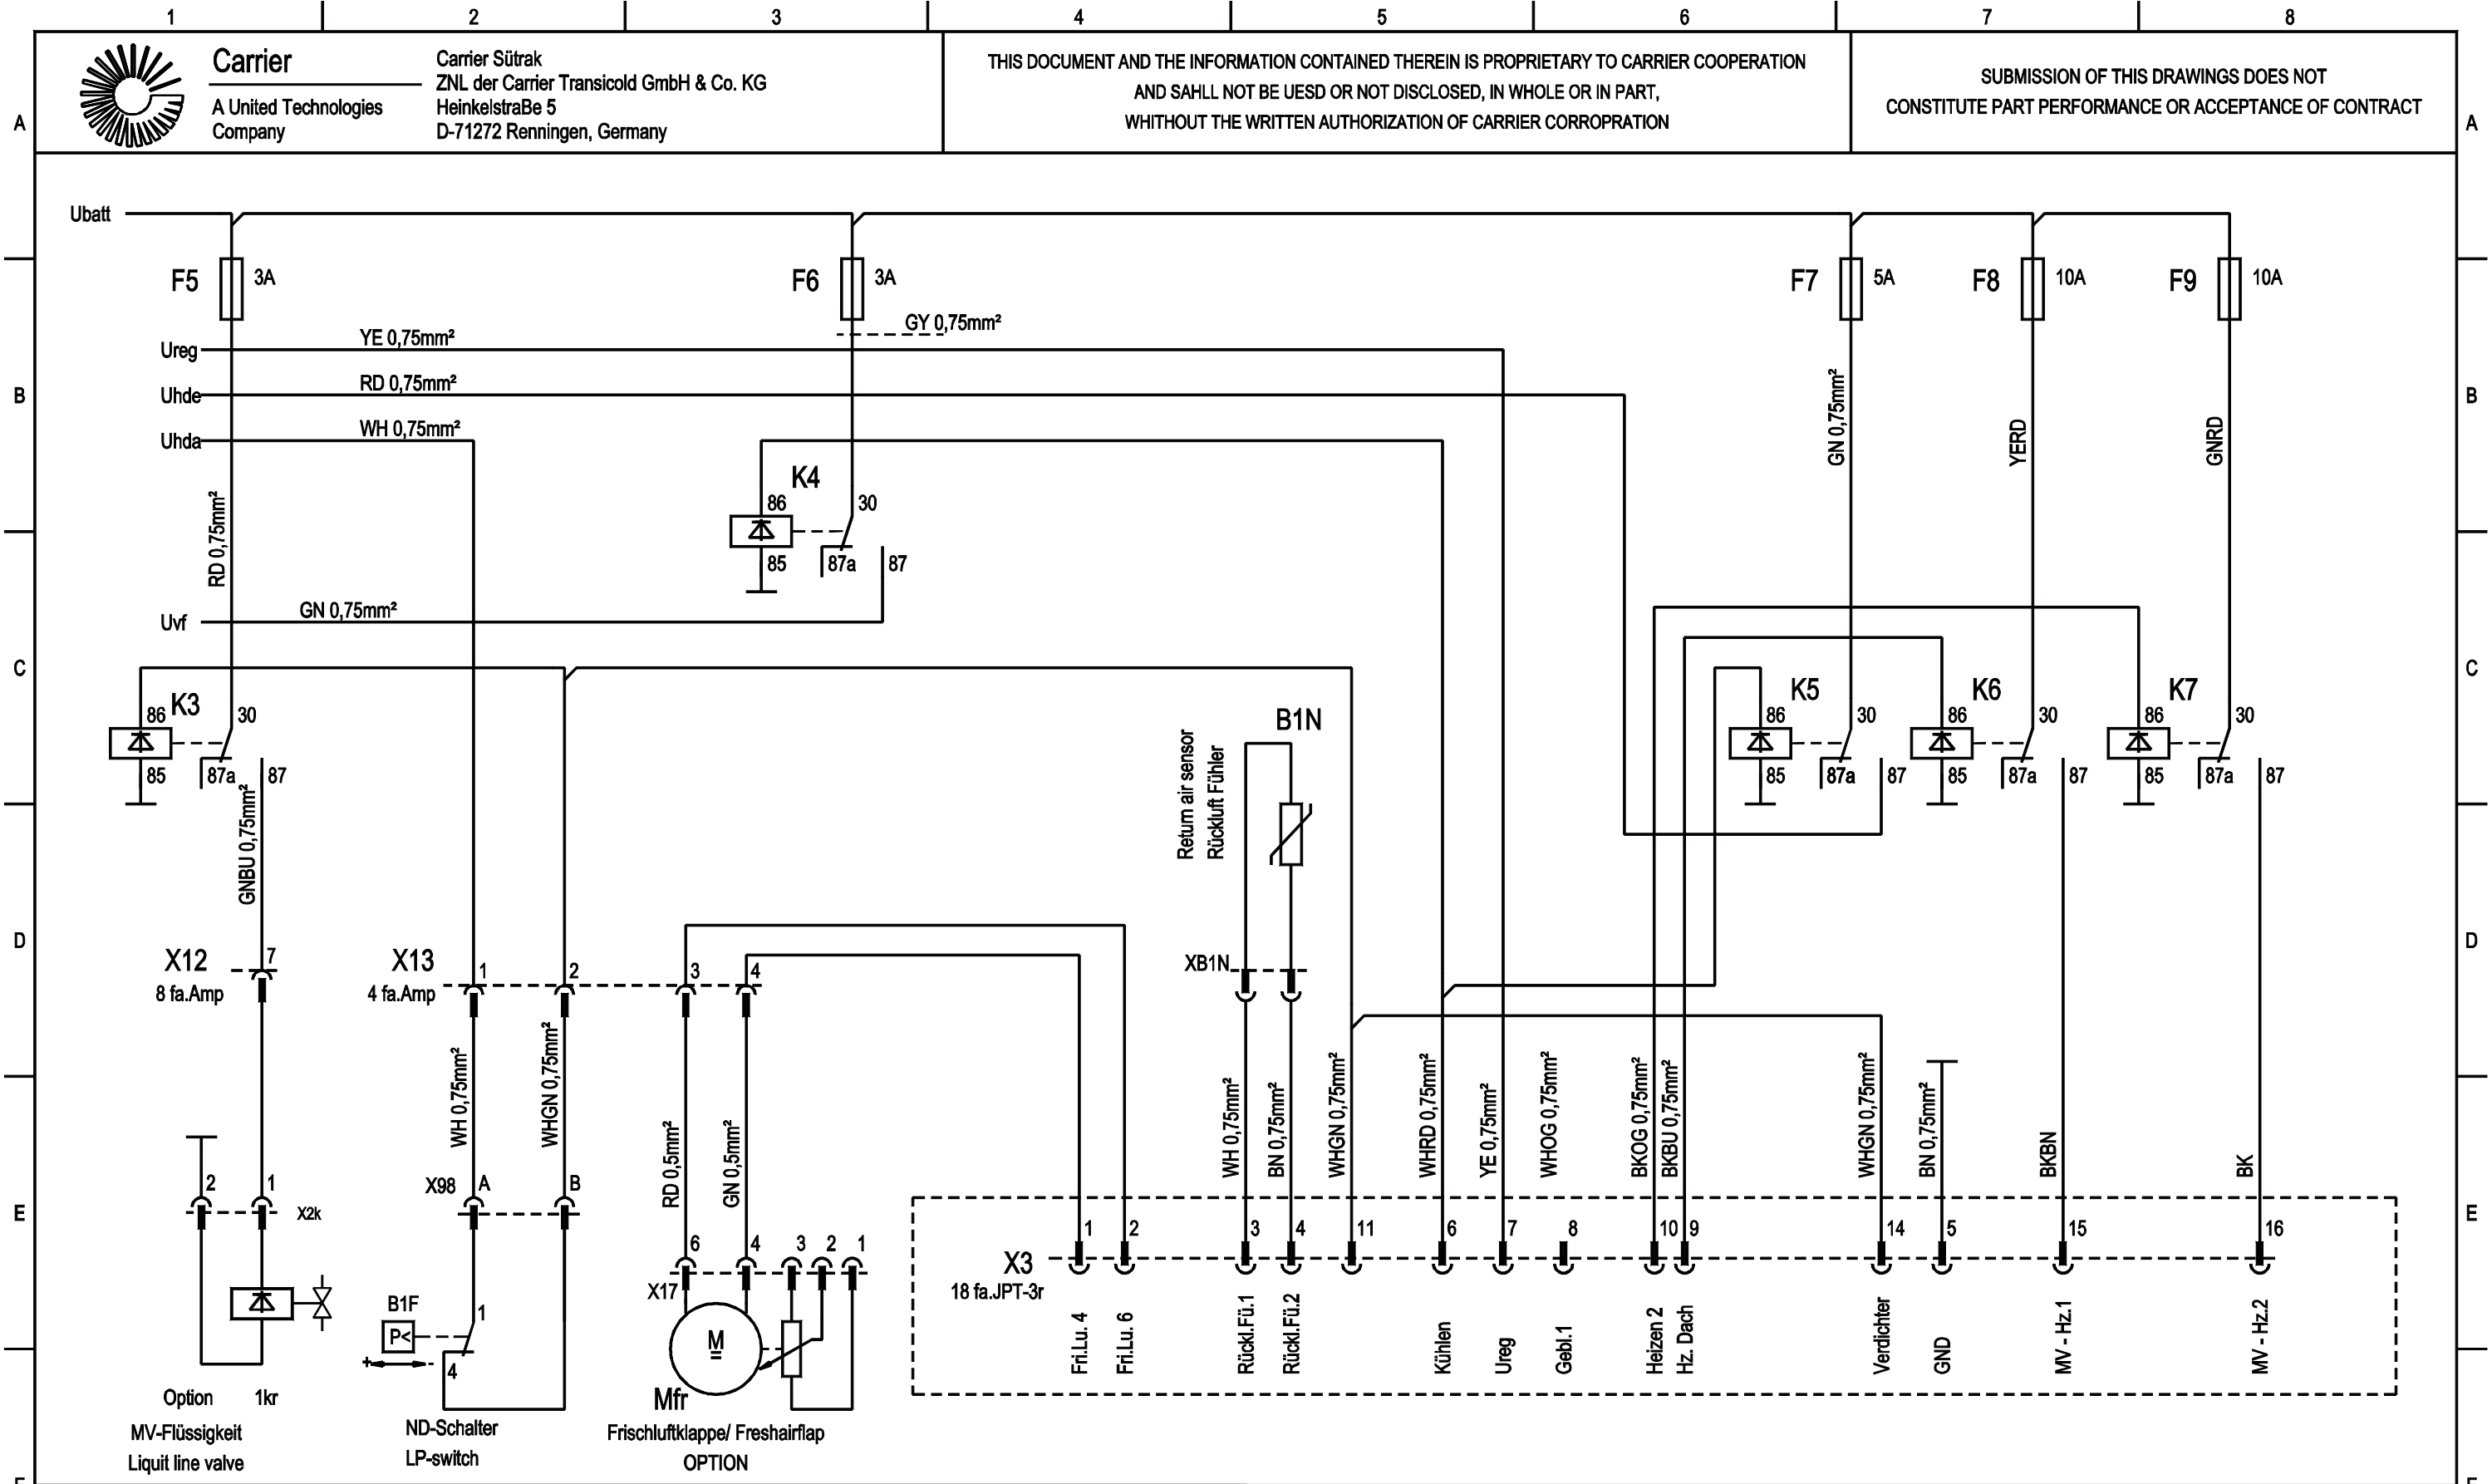 1 2 3 4 5 6 7 8
Carrier
A United Technologies
Company
Carrier Sütrak
ZNL der Carrier Transicold GmbH & Co. KG
HeinkelstraBe 5
D-71272 Renningen, Germany
THIS DOCUMENT AND THE INFORMATION CONTAINED THEREIN IS PROPRIETARY TO CARRIER COOPERATION
AND SAHLL NOT BE UESD OR NOT DISCLOSED, IN WHOLE OR IN PART,
WHITHOUT THE WRITTEN AUTHORIZATION OF CARRIER CORROPRATION
SUBMISSION OF THIS DRAWINGS DOES NOT
CONSTITUTE PART PERFORMANCE OR ACCEPTANCE OF CONTRACT
A A
Ubatt
F5 3A F6 3A F7 5A F8 10A F9 10A
GY 0,75mm²
Ureg YE 0,75mm²
B B
Uhde RD 0,75mm²
Uhda WH 0,75mm²
GN 0,75mm²
YERD
GNRD
RD 0,75mm²
K4
86 30
85 87a 87
Uvf GN 0,75mm²
C C
K3
86 30
85 87a 87
K5
86 30
85 87a 87
K6
86 30
85 87a 87
K7
86 30
85 87a 87
B1N
Return air sensor
Rückluft Fühler
GNBU 0,75mm²
D D
X12 7
8 fa.Amp
X13 1 2 3 4
4 fa.Amp
XB1N
WH 0,75mm²
WHGN 0,75mm²
RD 0,5mm²
GN 0,5mm²
WH 0,75mm²
BN 0,75mm²
WHGN 0,75mm²
WHRD 0,75mm²
YE 0,75mm²
WHOG 0,75mm²
BKOG 0,75mm²
BKBU 0,75mm²
WHGN 0,75mm²
BN 0,75mm²
BKBN
BK
E E
2 1 X2k
X98 A B
6 4 3 2 1
X17
X3
18 fa.JPT-3r
1 2 3 4 11 6 7 8 10 9 14 5 15 16
Fri.Lu. 4
Fri.Lu. 6
Rückl.Fü.1
Rückl.Fü.2
Kühlen
Ureg
Gebl.1
Heizen 2
Hz. Dach
Verdichter
GND
MV - Hz.1
MV - Hz.2
B1F 1
P<
+ -
4
M
=
Mfr
Option 1kr
MV-Flüssigkeit
Liquit line valve
ND-Schalter
LP-switch
Frischluftklappe/ Freshairflap
OPTION